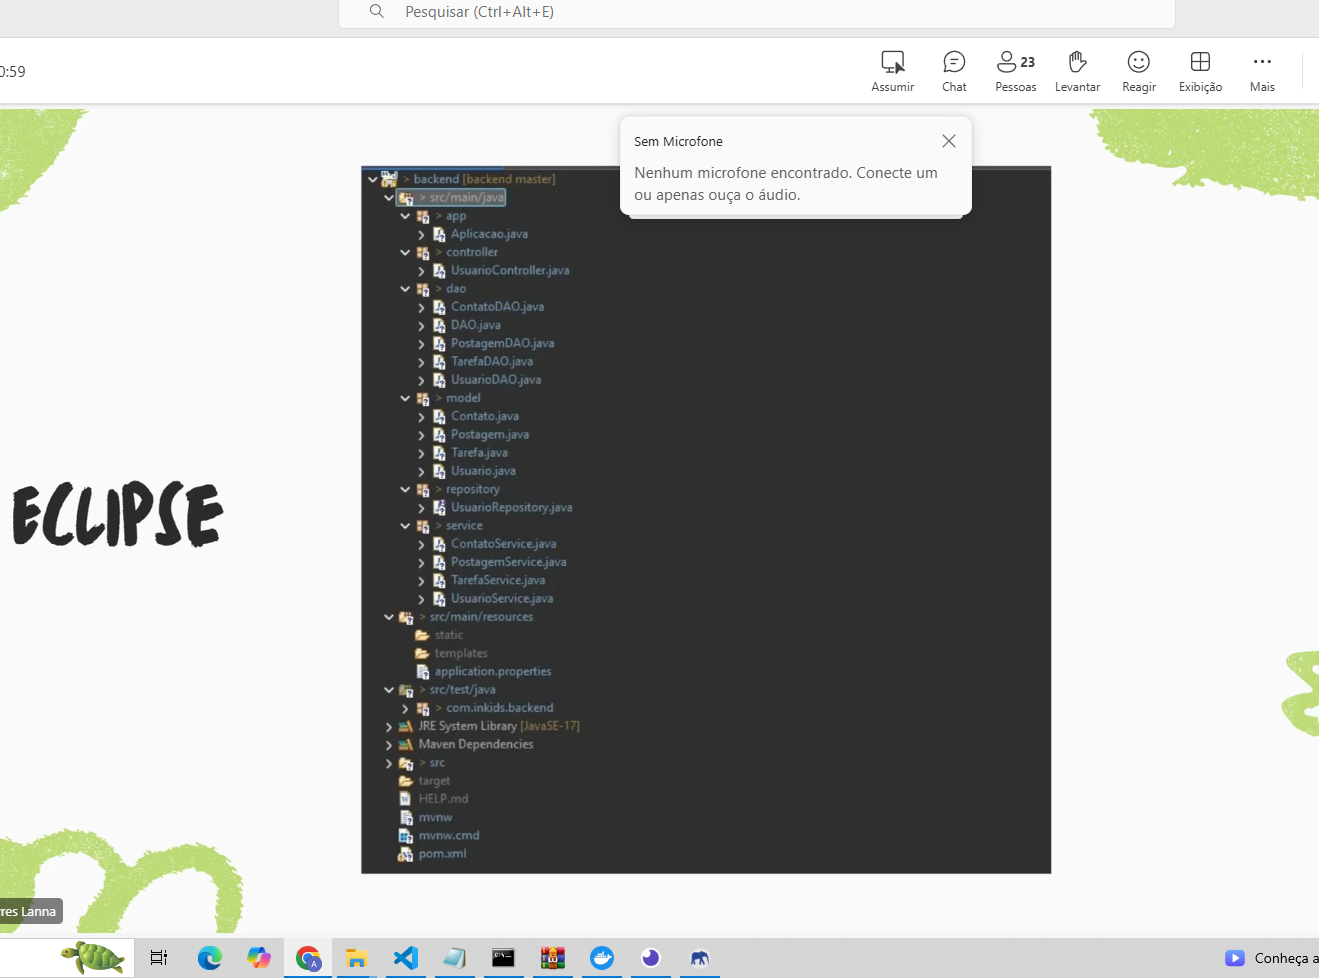 Pesquisar (Ctrl+Alt+E)
0:59
Assumir
Chat
23
Pessoas
Levantar
Reagir
Exibição
Mais
Sem Microfone
Nenhum microfone encontrado. Conecte um
ou apenas ouça o áudio.
> backend [backend master]
> src/main/java
> app
Aplicacao.java
> controller
UsuarioController.java
> dao
ContatoDAO.java
DAO.java
PostagemDAO.java
TarefaDAO.java
UsuarioDAO.java
> model
Contato.java
Postagem.java
Tarefa.java
Usuario.java
> repository
UsuarioRepository.java
> service
ContatoService.java
PostagemService.java
TarefaService.java
UsuarioService.java
> src/main/resources
static
templates
application.properties
> src/test/java
> com.inkids.backend
JRE System Library [JavaSE-17]
Maven Dependencies
> src
target
HELP.md
mvnw
mvnw.cmd
pom.xml
ECLIPSE
res Lanna
Conheça a